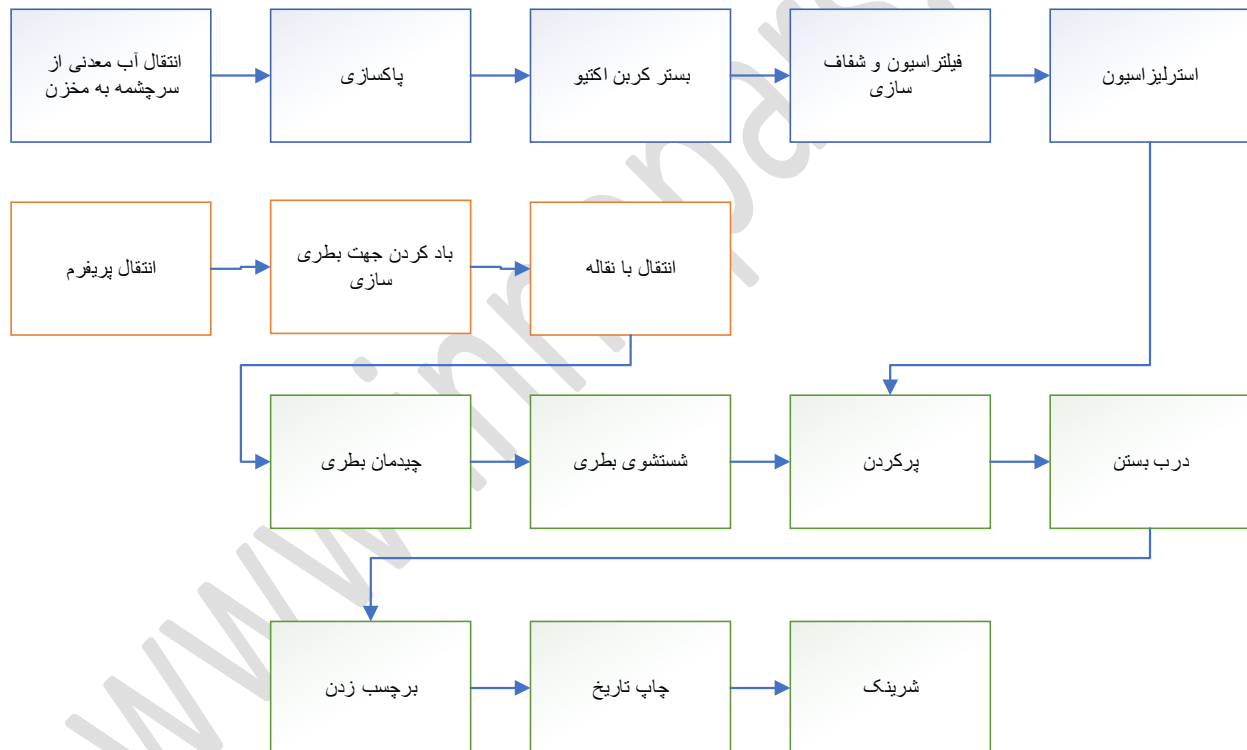 انتقال آب معدنی از
سرچشمه به مخزن
پاکسازی
بستر کربن اکتیو
فیلتراسیون و شفاف
سازی
استرلیزاسیون
انتقال پریفرم
باد کردن جهت بطری
سازی
انتقال با نقاله
چیدمان بطری
شستشوی بطری
پرکردن
درب بستن
برچسب زدن
چاپ تاریخ
شرینک